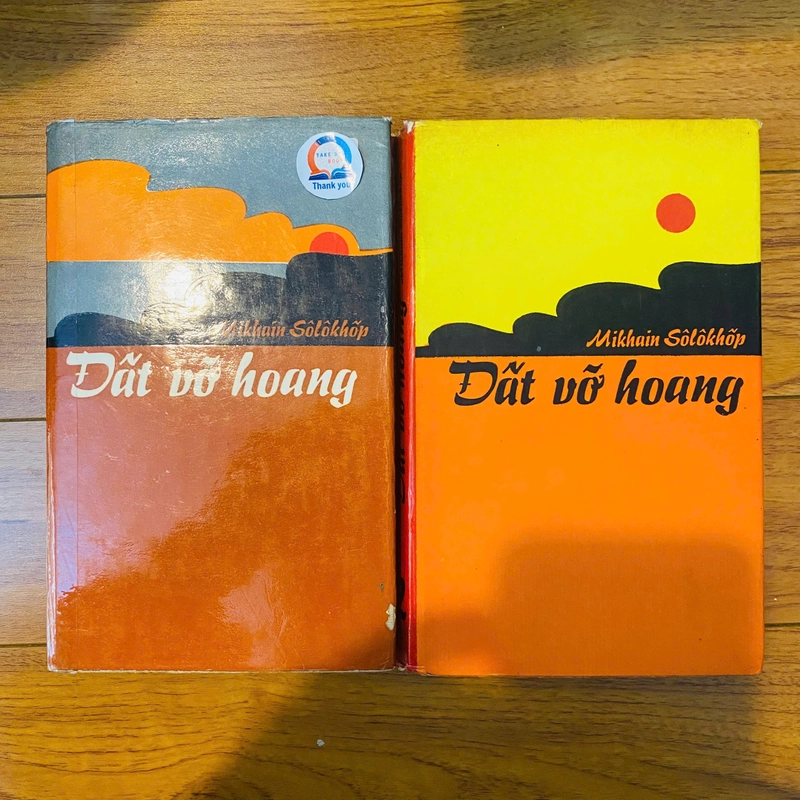 Thank you
Mikhain Sôlôkhốp
Đất vỡ hoang
Mikhain Sôlôkhốp
Đất vỡ hoang